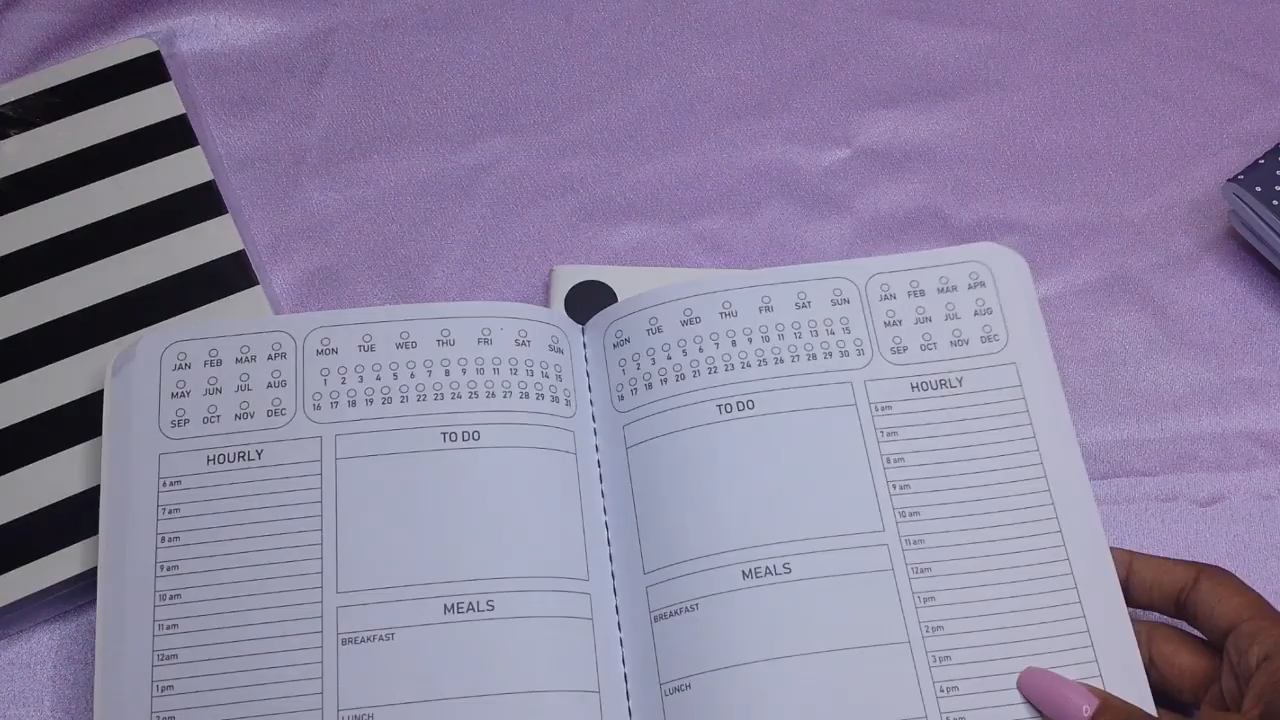 JAN FEB MAR APR
MAY JUN JUL AUG
SEP OCT NOV DEC
MON TUE WED THU FRI SAT SUN
1 2 3 4 5 6 7 8 9 10 11 12 13 14 15
16 17 18 19 20 21 22 23 24 25 26 27 28 29 30 31
HOURLY
6 am
7 am
8 am
9 am
10 am
11 am
12am
1 pm
2 pm
TO DO
MEALS
BREAKFAST
LUNCH
MON TUE WED THU FRI SAT SUN
1 2 3 4 5 6 7 8 9 10 11 12 13 14 15
16 17 18 19 20 21 22 23 24 25 26 27 28 29 30 31
JAN FEB MAR APR
MAY JUN JUL AUG
SEP OCT NOV DEC
TO DO
MEALS
BREAKFAST
LUNCH
HOURLY
6 am
7 am
8 am
9 am
10 am
11 am
12am
1 pm
2 pm
3 pm
4 pm
5 am